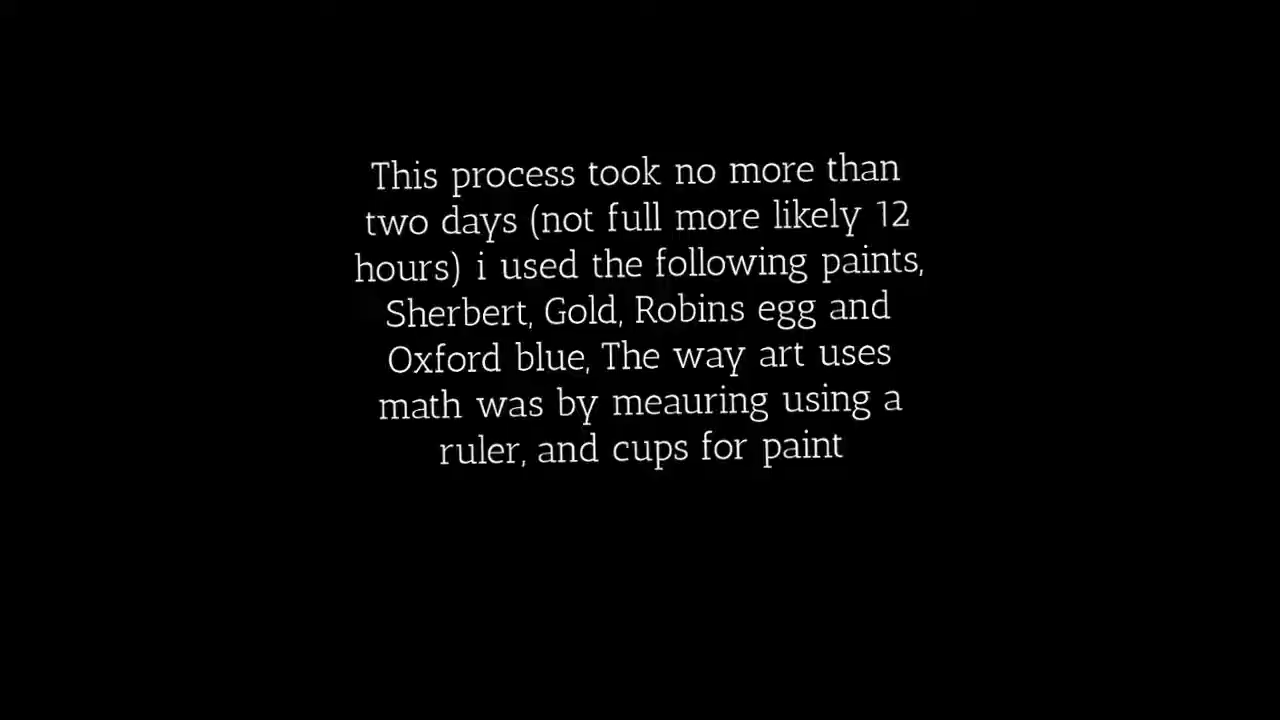 This process took no more than
two days (not full more likely 12
hours) i used the following paints,
Sherbert, Gold, Robins egg and
Oxford blue, The way art uses
math was by meauring using a
ruler, and cups for paint